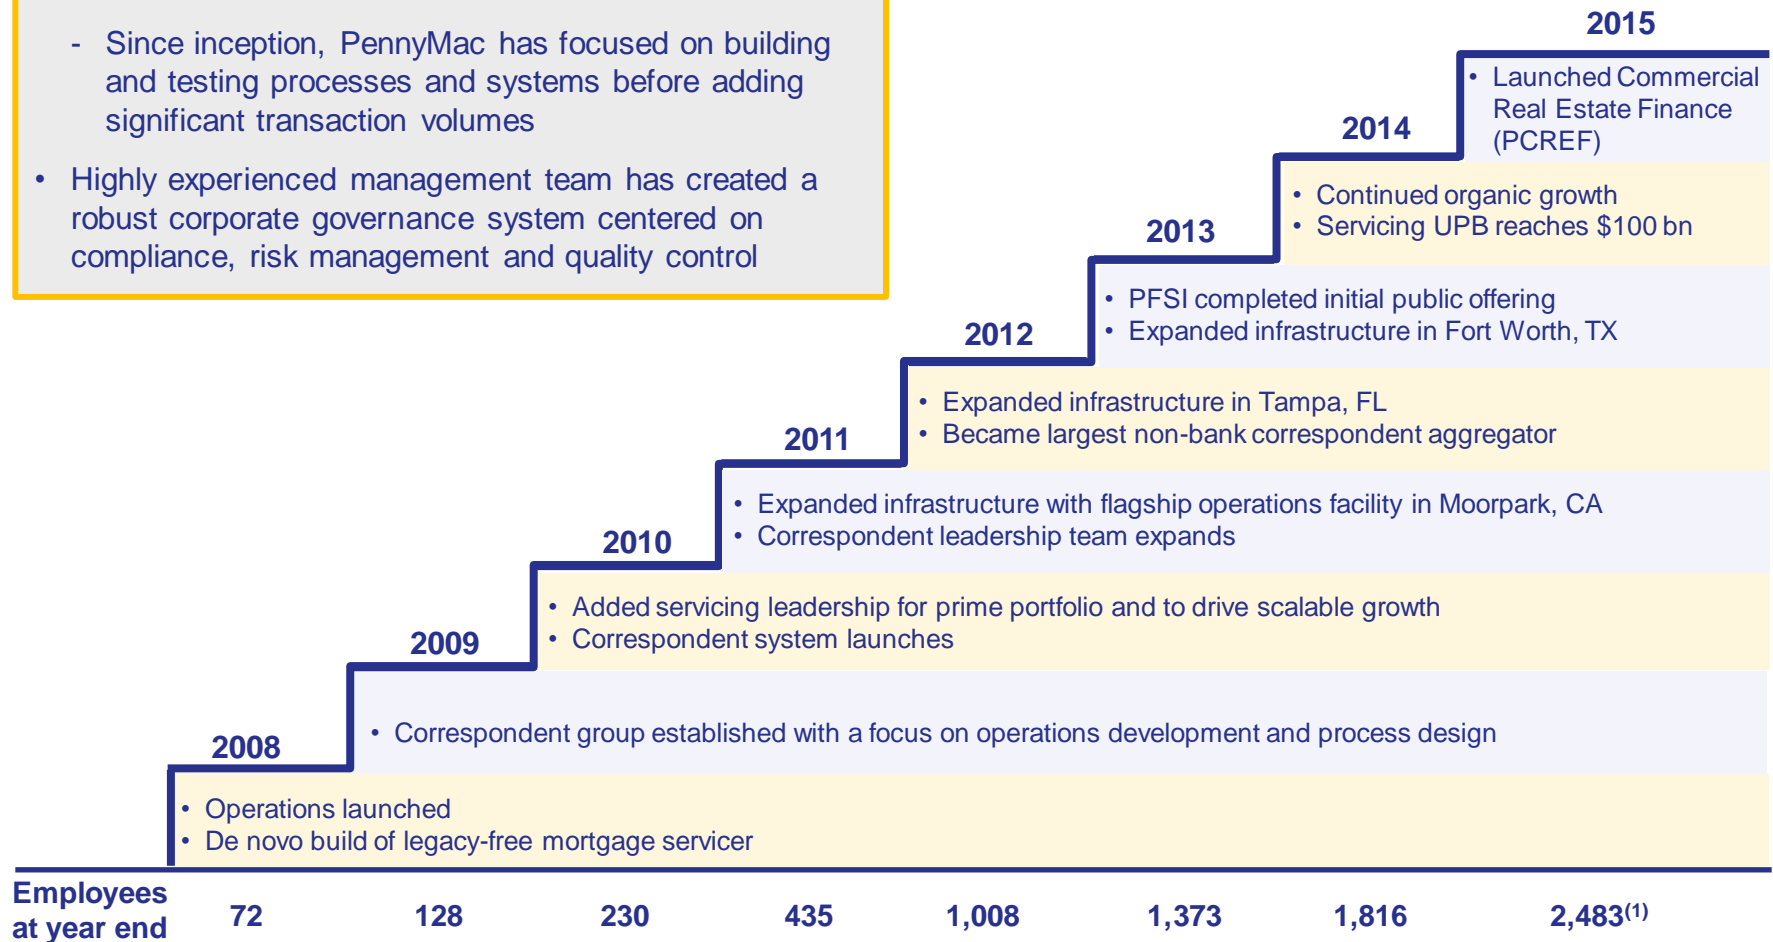 - Since inception, PennyMac has focused on building
and testing processes and systems before adding
significant transaction volumes
• Highly experienced management team has created a
robust corporate governance system centered on
compliance, risk management and quality control
2015
• Launched Commercial
Real Estate Finance
(PCREF)
2014
• Continued organic growth
• Servicing UPB reaches $100 bn
2013
• PFSI completed initial public offering
• Expanded infrastructure in Fort Worth, TX
2012
• Expanded infrastructure in Tampa, FL
• Became largest non-bank correspondent aggregator
2011
• Expanded infrastructure with flagship operations facility in Moorpark, CA
• Correspondent leadership team expands
2010
• Added servicing leadership for prime portfolio and to drive scalable growth
• Correspondent system launches
2009
• Correspondent group established with a focus on operations development and process design
2008
• Operations launched
• De novo build of legacy-free mortgage servicer
Employees
at year end
72 128 230 435 1,008 1,373 1,816 2,483(1)